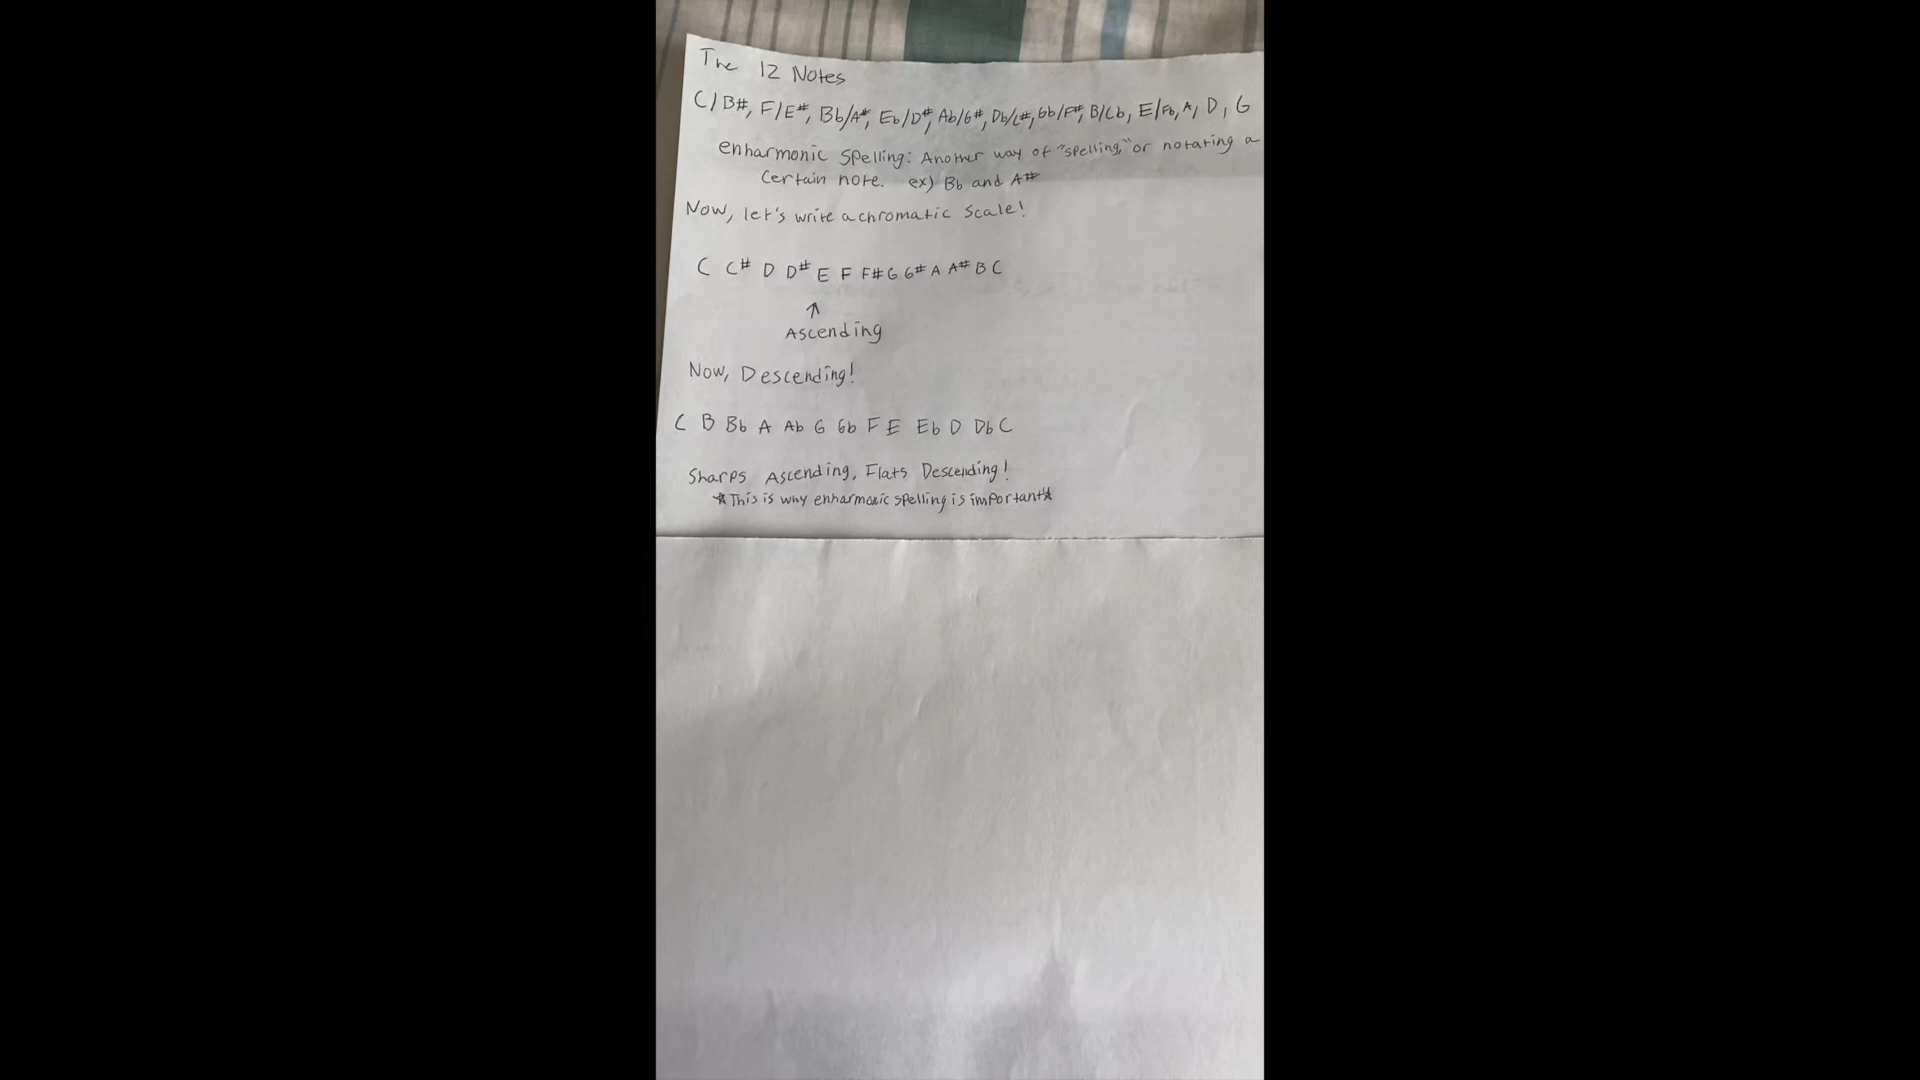 The 12 Notes
C/B#, F/E#, Bb/A#, Eb/D#, Ab/G#, Db/C#, Gb/F#, B/Cb, E/Fb, A, D, G
enharmonic spelling: Another way of "spelling," or notating a
certain note. ex) Bb and A#
Now, let's write a chromatic scale!
C C# D D# E F F# G G# A A# B C
↑
Ascending
Now, Descending!
C B Bb A Ab G Gb F E Eb D Db C
Sharps Ascending, Flats Descending!
*This is why enharmonic spelling is important*